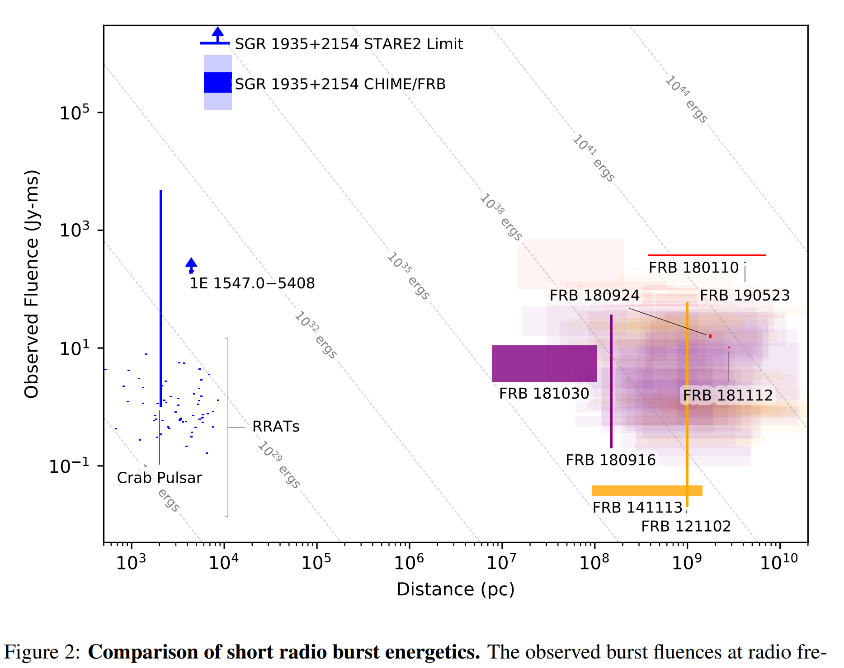 SGR 1935+2154 STARE2 Limit
SGR 1935+2154 CHIME/FRB
10^44 ergs
10^41 ergs
10^38 ergs
10^35 ergs
10^32 ergs
10^29 ergs
ergs
10^5
10^3
10^1
10^−1
Observed Fluence (Jy-ms)
1E 1547.0−5408
RRATs
Crab Pulsar
FRB 180110
FRB 180924
FRB 190523
FRB 181030
FRB 181112
FRB 180916
FRB 141113
FRB 121102
10^3
10^4
10^5
10^6
10^7
10^8
10^9
10^10
Distance (pc)
Figure 2: Comparison of short radio burst energetics. The observed burst fluences at radio fre-